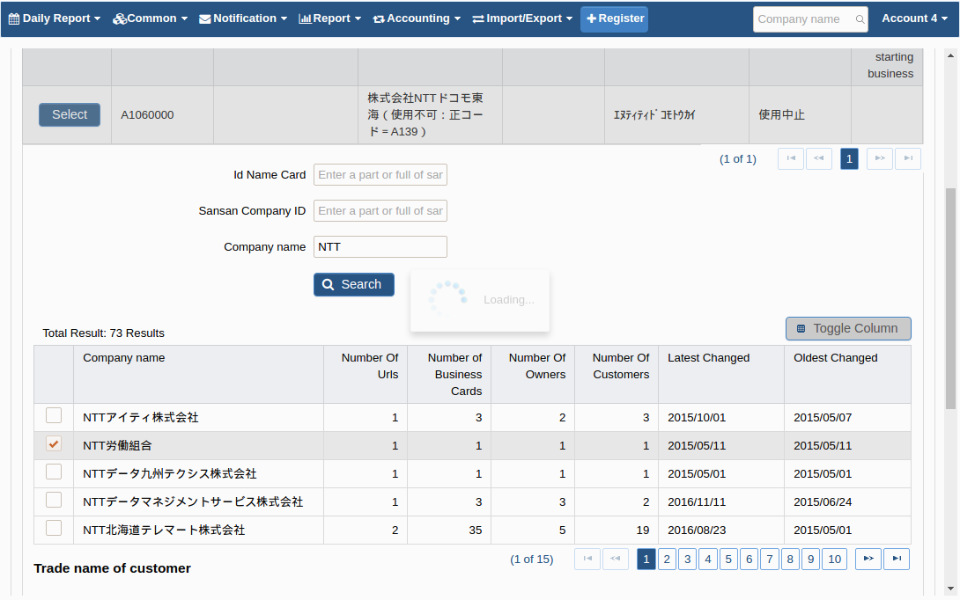 Daily Report Common Notification Report Accounting Import/Export Register Company name Account 4
starting
business
Select A1060000 株式会社NTTドコモ東 ｴﾇﾃｨﾃｨﾄﾞｺﾓﾄｳｶｲ 使用中止
海（使用不可：正コー
ド＝A139）
(1 of 1) 1
Id Name Card Enter a part or full of sar
Sansan Company ID Enter a part or full of sar
Company name NTT
Search
Loading...
Toggle Column
Total Result: 73 Results
Company name Number Of Number of Number Of Number Of Latest Changed Oldest Changed
Urls Business Owners Customers
Cards
NTTアイティ株式会社 1 3 2 3 2015/10/01 2015/05/07
NTT労働組合 1 1 1 1 2015/05/11 2015/05/11
NTTデータ九州テクシス株式会社 1 1 1 1 2015/05/01 2015/05/01
NTTデータマネジメントサービス株式会社 1 3 3 2 2016/11/11 2015/06/24
NTT北海道テレマート株式会社 2 35 5 19 2016/08/23 2015/05/01
(1 of 15) 1 2 3 4 5 6 7 8 9 10
Trade name of customer